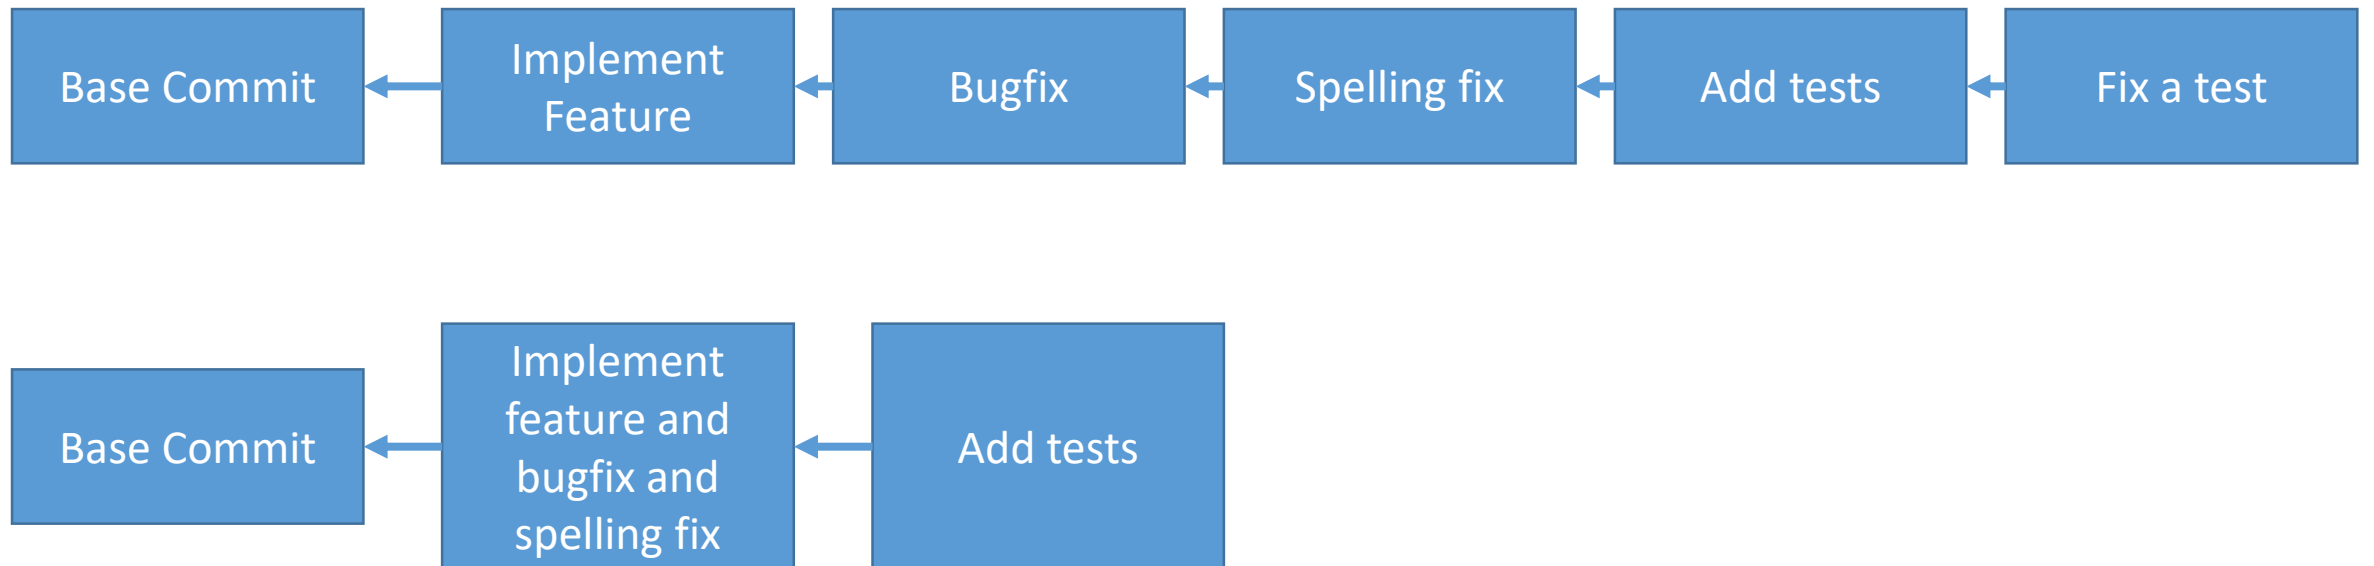 Base Commit
Implement
Feature
Bugfix
Spelling fix
Add tests
Fix a test
Base Commit
Implement
feature and
bugfix and
spelling fix
Add tests